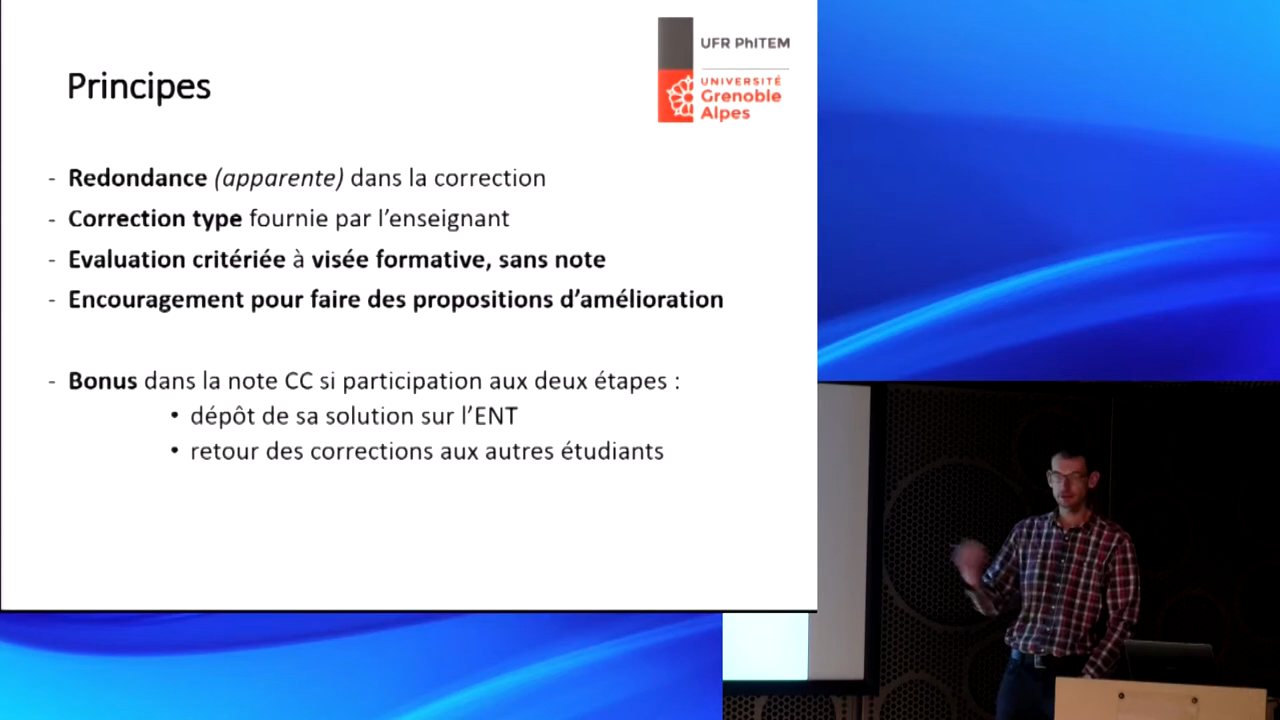 UFR PhITEM
UNIVERSITÉ
Grenoble
Alpes
Principes
- Redondance (apparente) dans la correction
- Correction type fournie par l’enseignant
- Evaluation critériée à visée formative, sans note
- Encouragement pour faire des propositions d’amélioration
- Bonus dans la note CC si participation aux deux étapes :
• dépôt de sa solution sur l’ENT
• retour des corrections aux autres étudiants